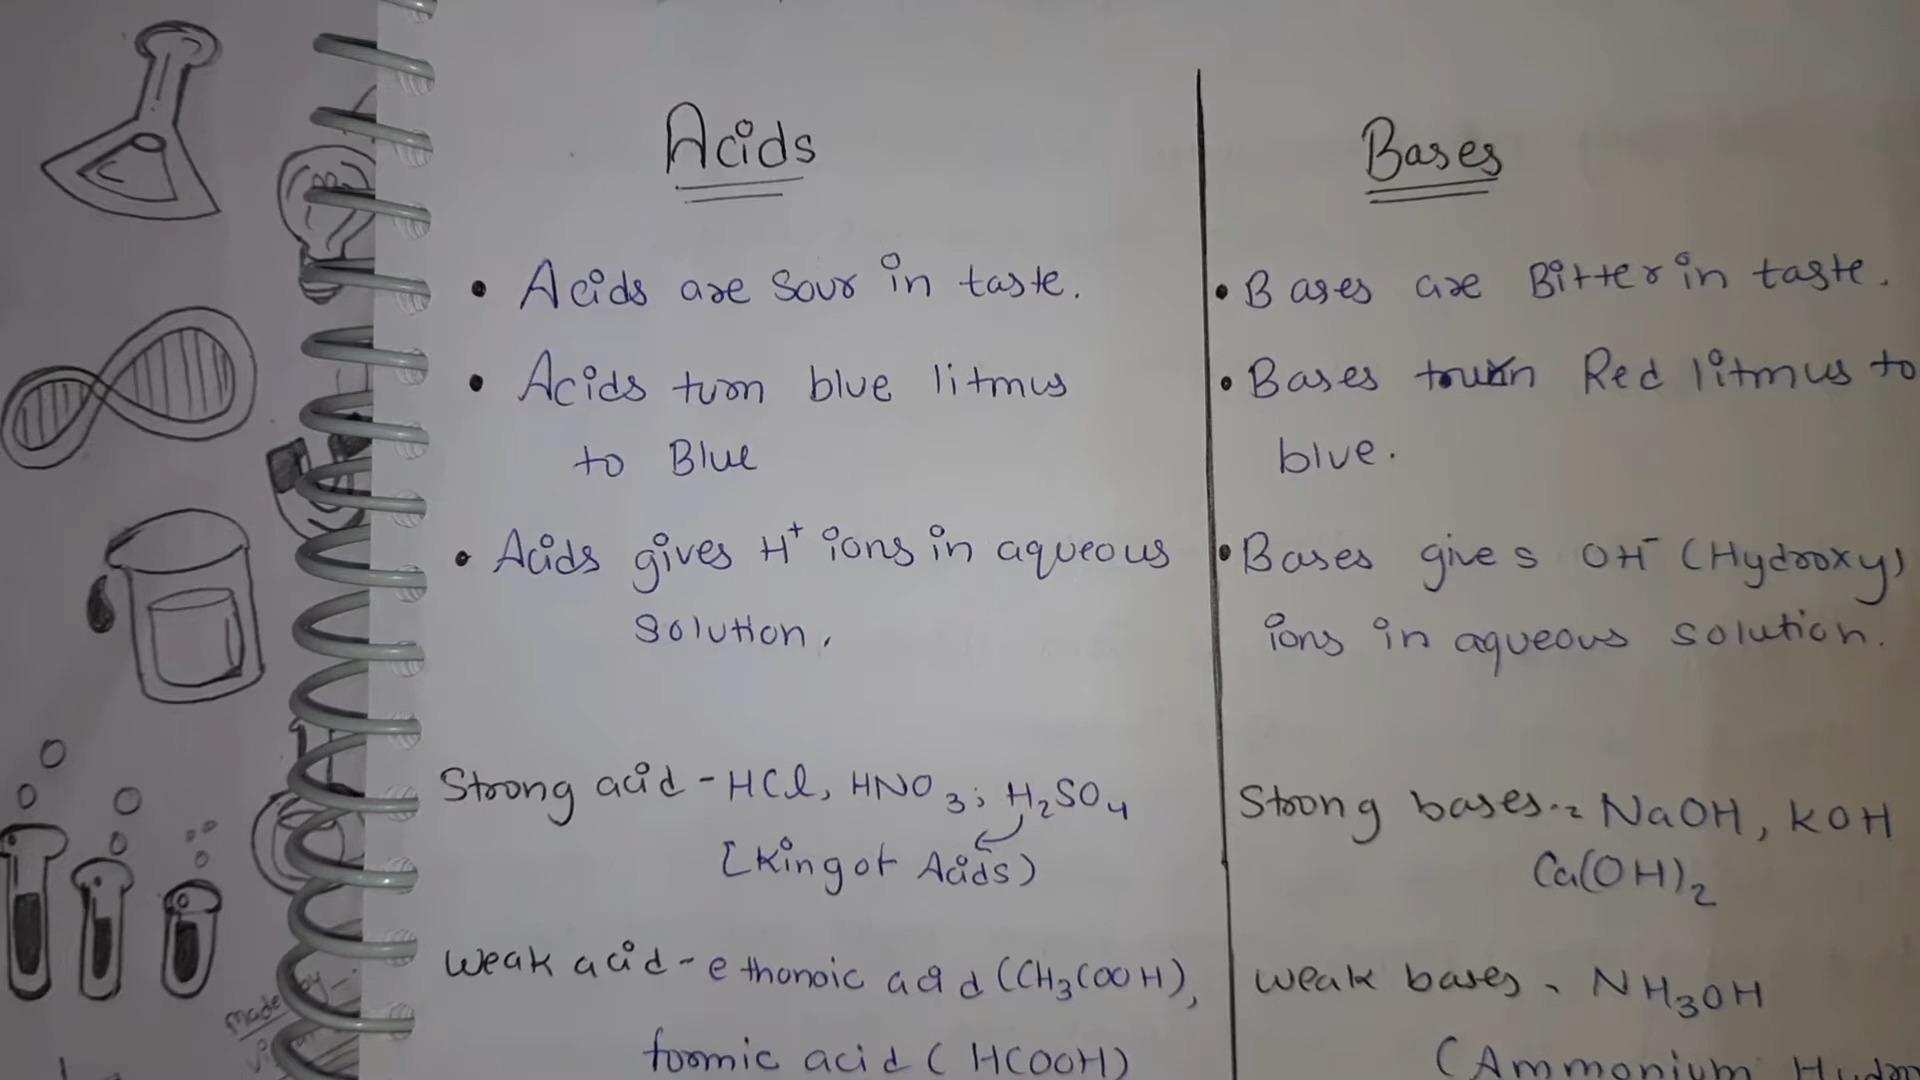 Acids
• Acids are Sour in taste.
• Acids turn blue litmus
to Blue
• Acids gives H⁺ ions in aqueous
solution.
Strong acid - HCl, HNO₃; H₂SO₄
[King of Acids)
Weak acid - ethanoic acid (CH₃COOH),
formic acid (HCOOH)
Bases
• Bases are Bitter in taste.
• Bases turn Red litmus to
blue.
• Bases gives OH⁻ (Hydroxy)
ions in aqueous solution.
Strong bases - NaOH, KOH
Ca(OH)₂
Weak bases - NH₃OH
(Ammonium
made by